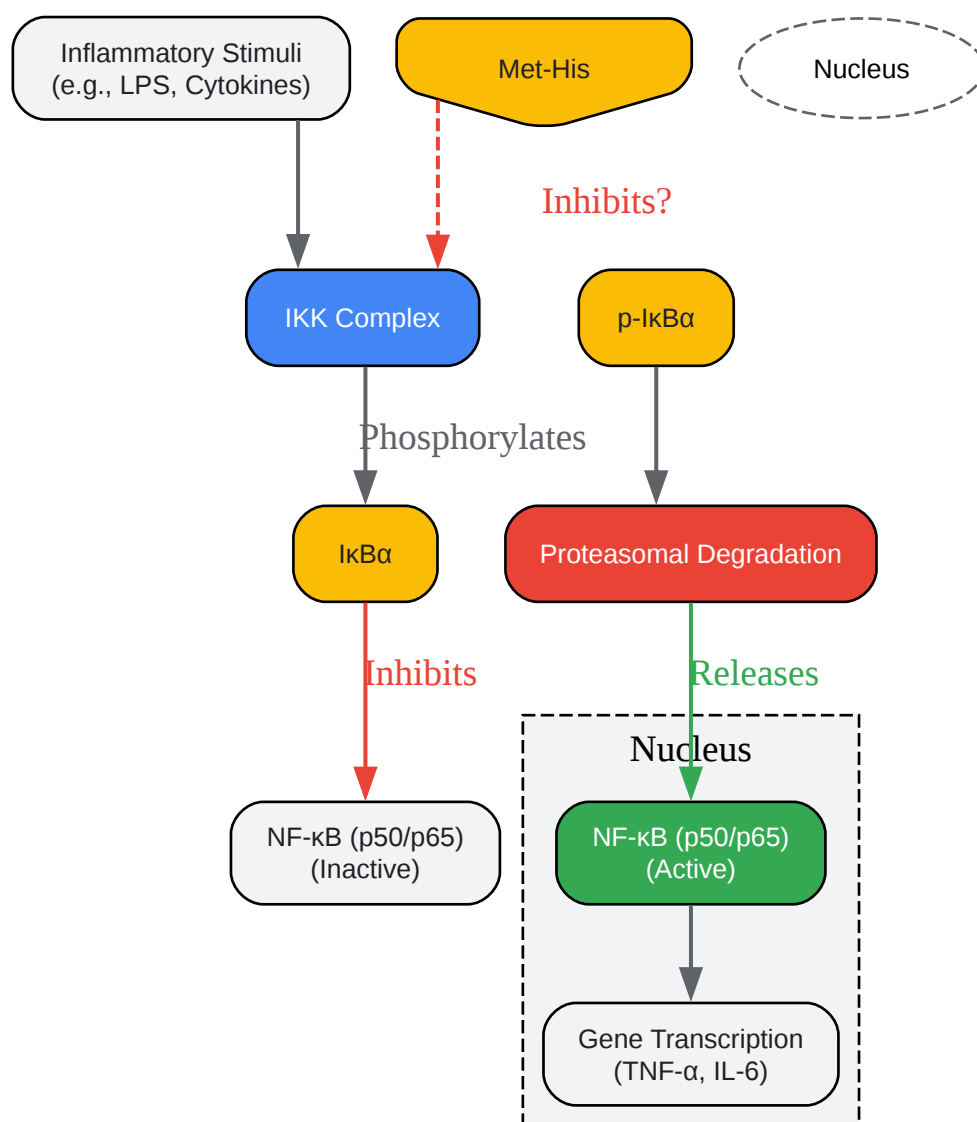 Inflammatory Stimuli
(e.g., LPS, Cytokines)
Met-His
Nucleus
Inhibits?
IKK Complex
p-IκBα
Phosphorylates
IκBα
Proteasomal Degradation
Inhibits
Releases
Nucleus
NF-κB (p50/p65)
(Inactive)
NF-κB (p50/p65)
(Active)
Gene Transcription
(TNF-α, IL-6)